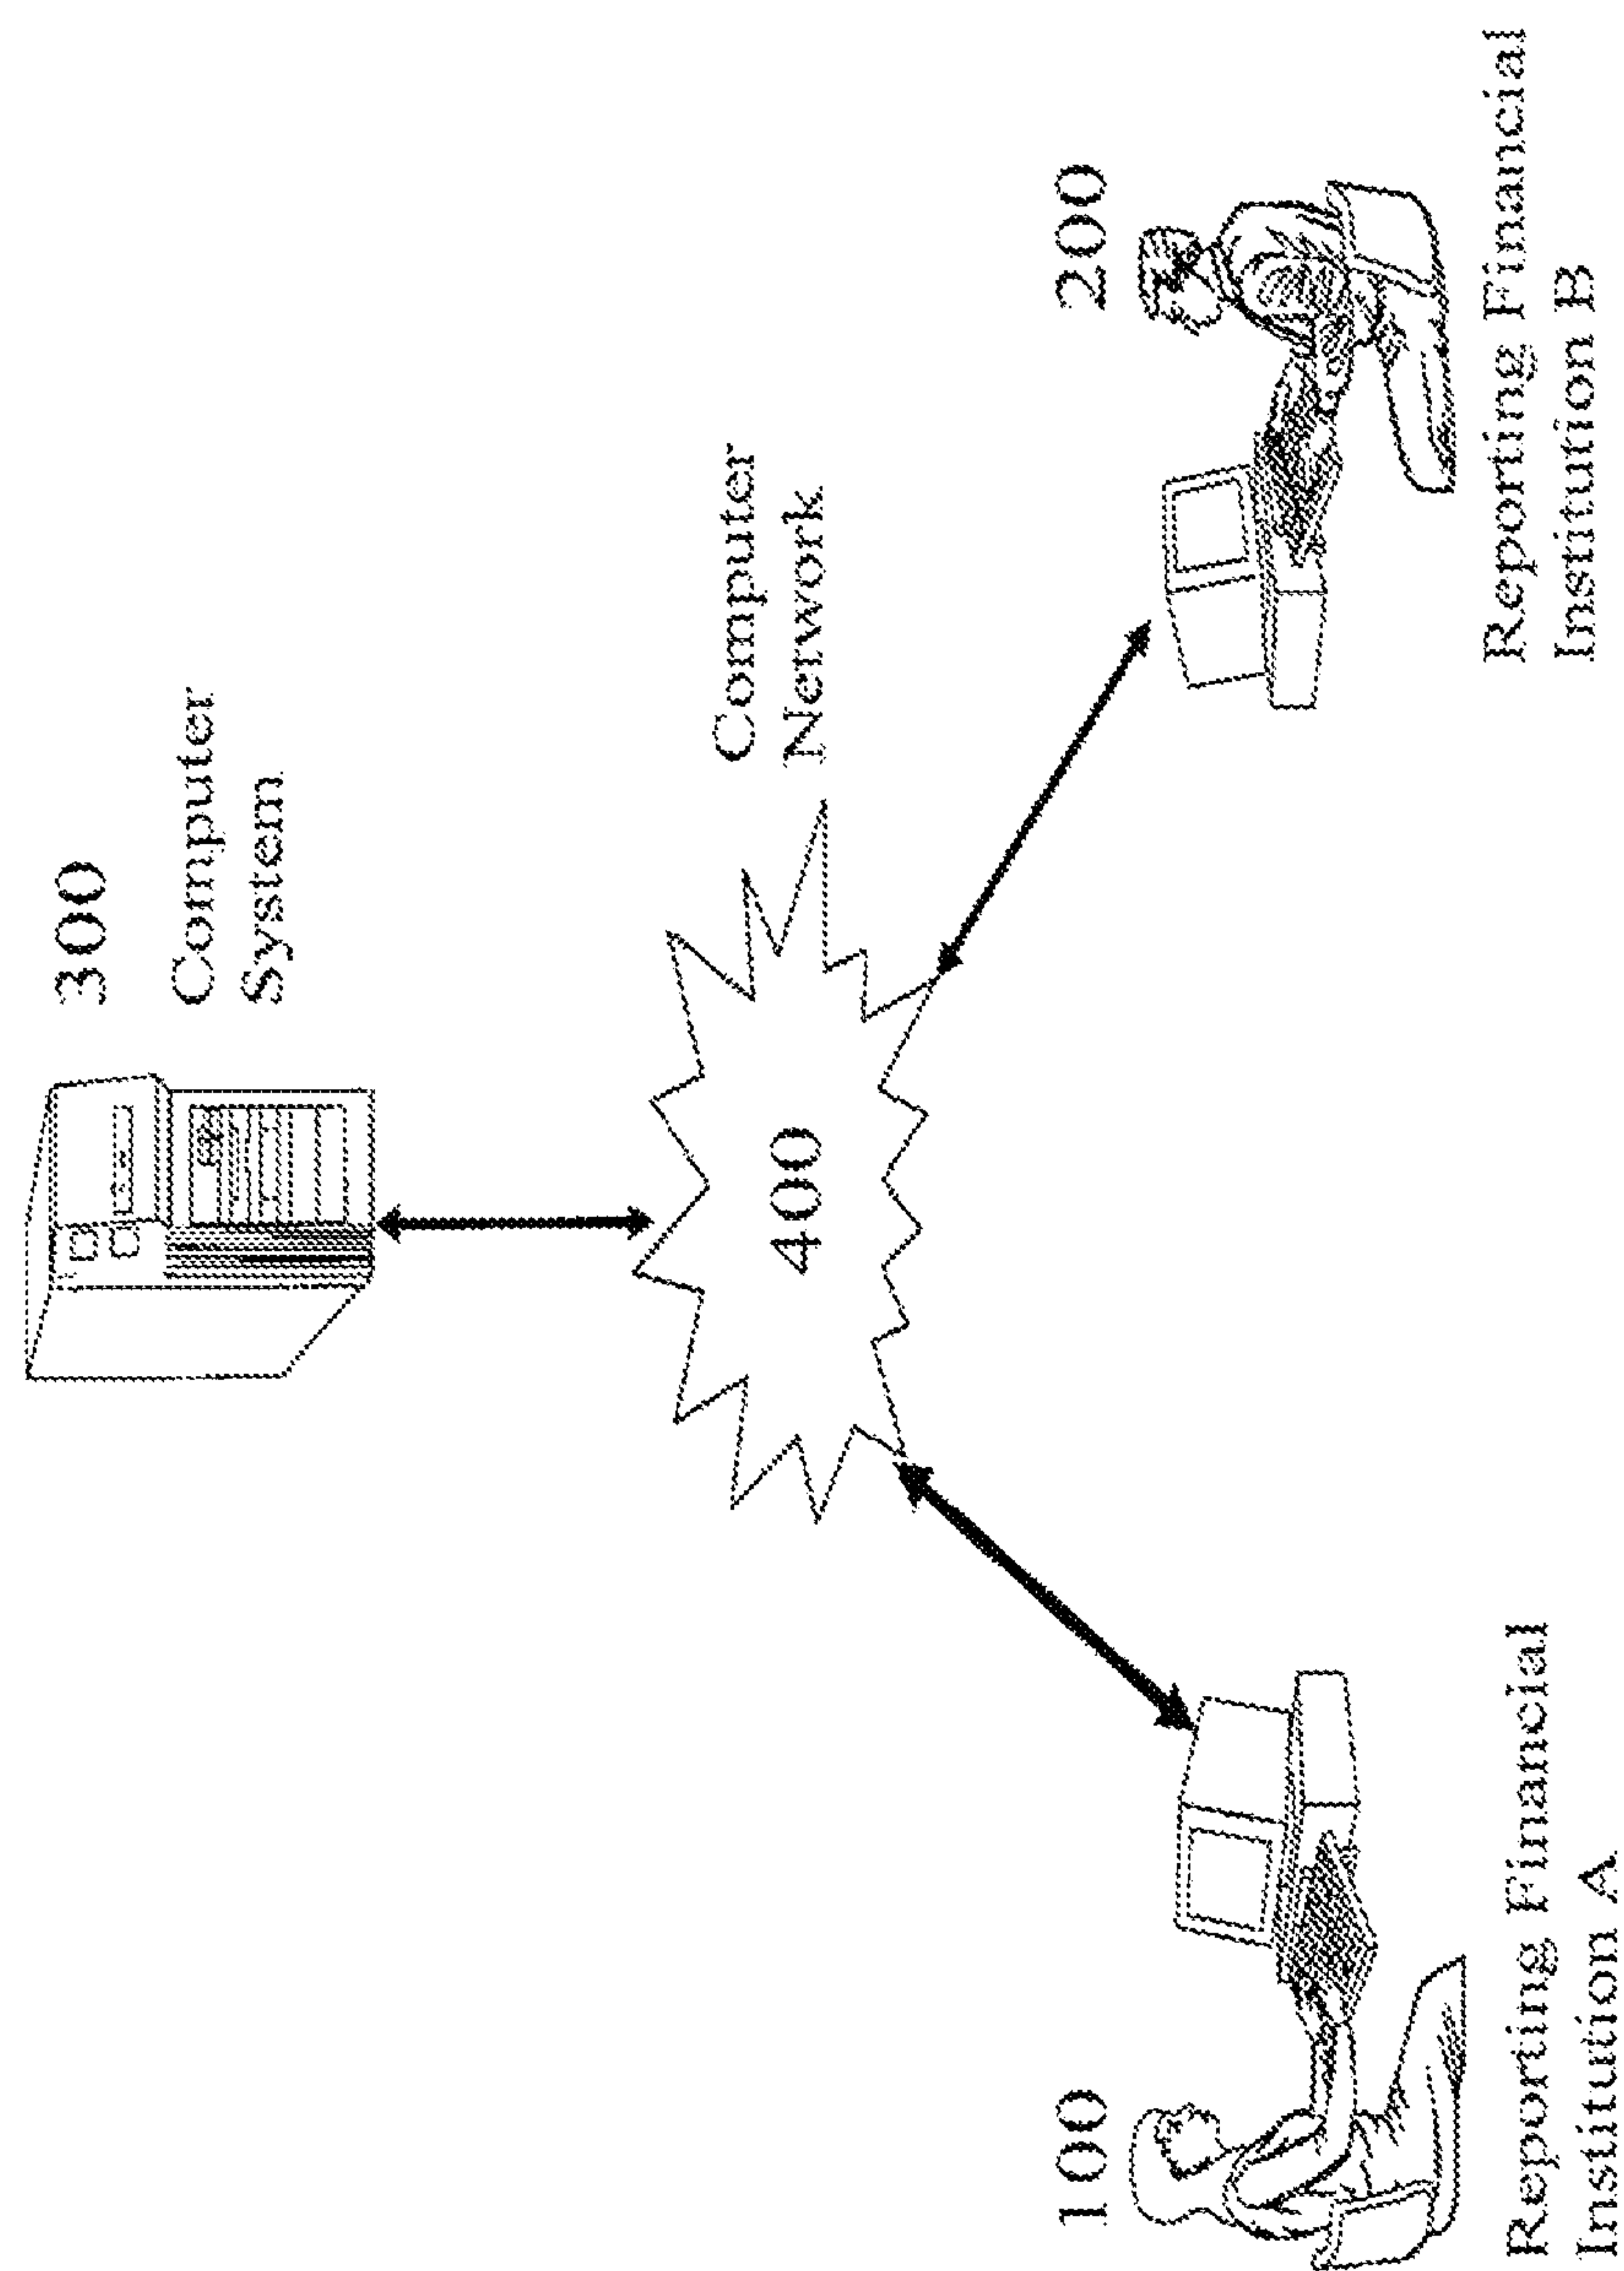 300
Computer
System
Computer
Network
400
100
Reporting Financial
Institution A
200
Reporting Financial
Institution B